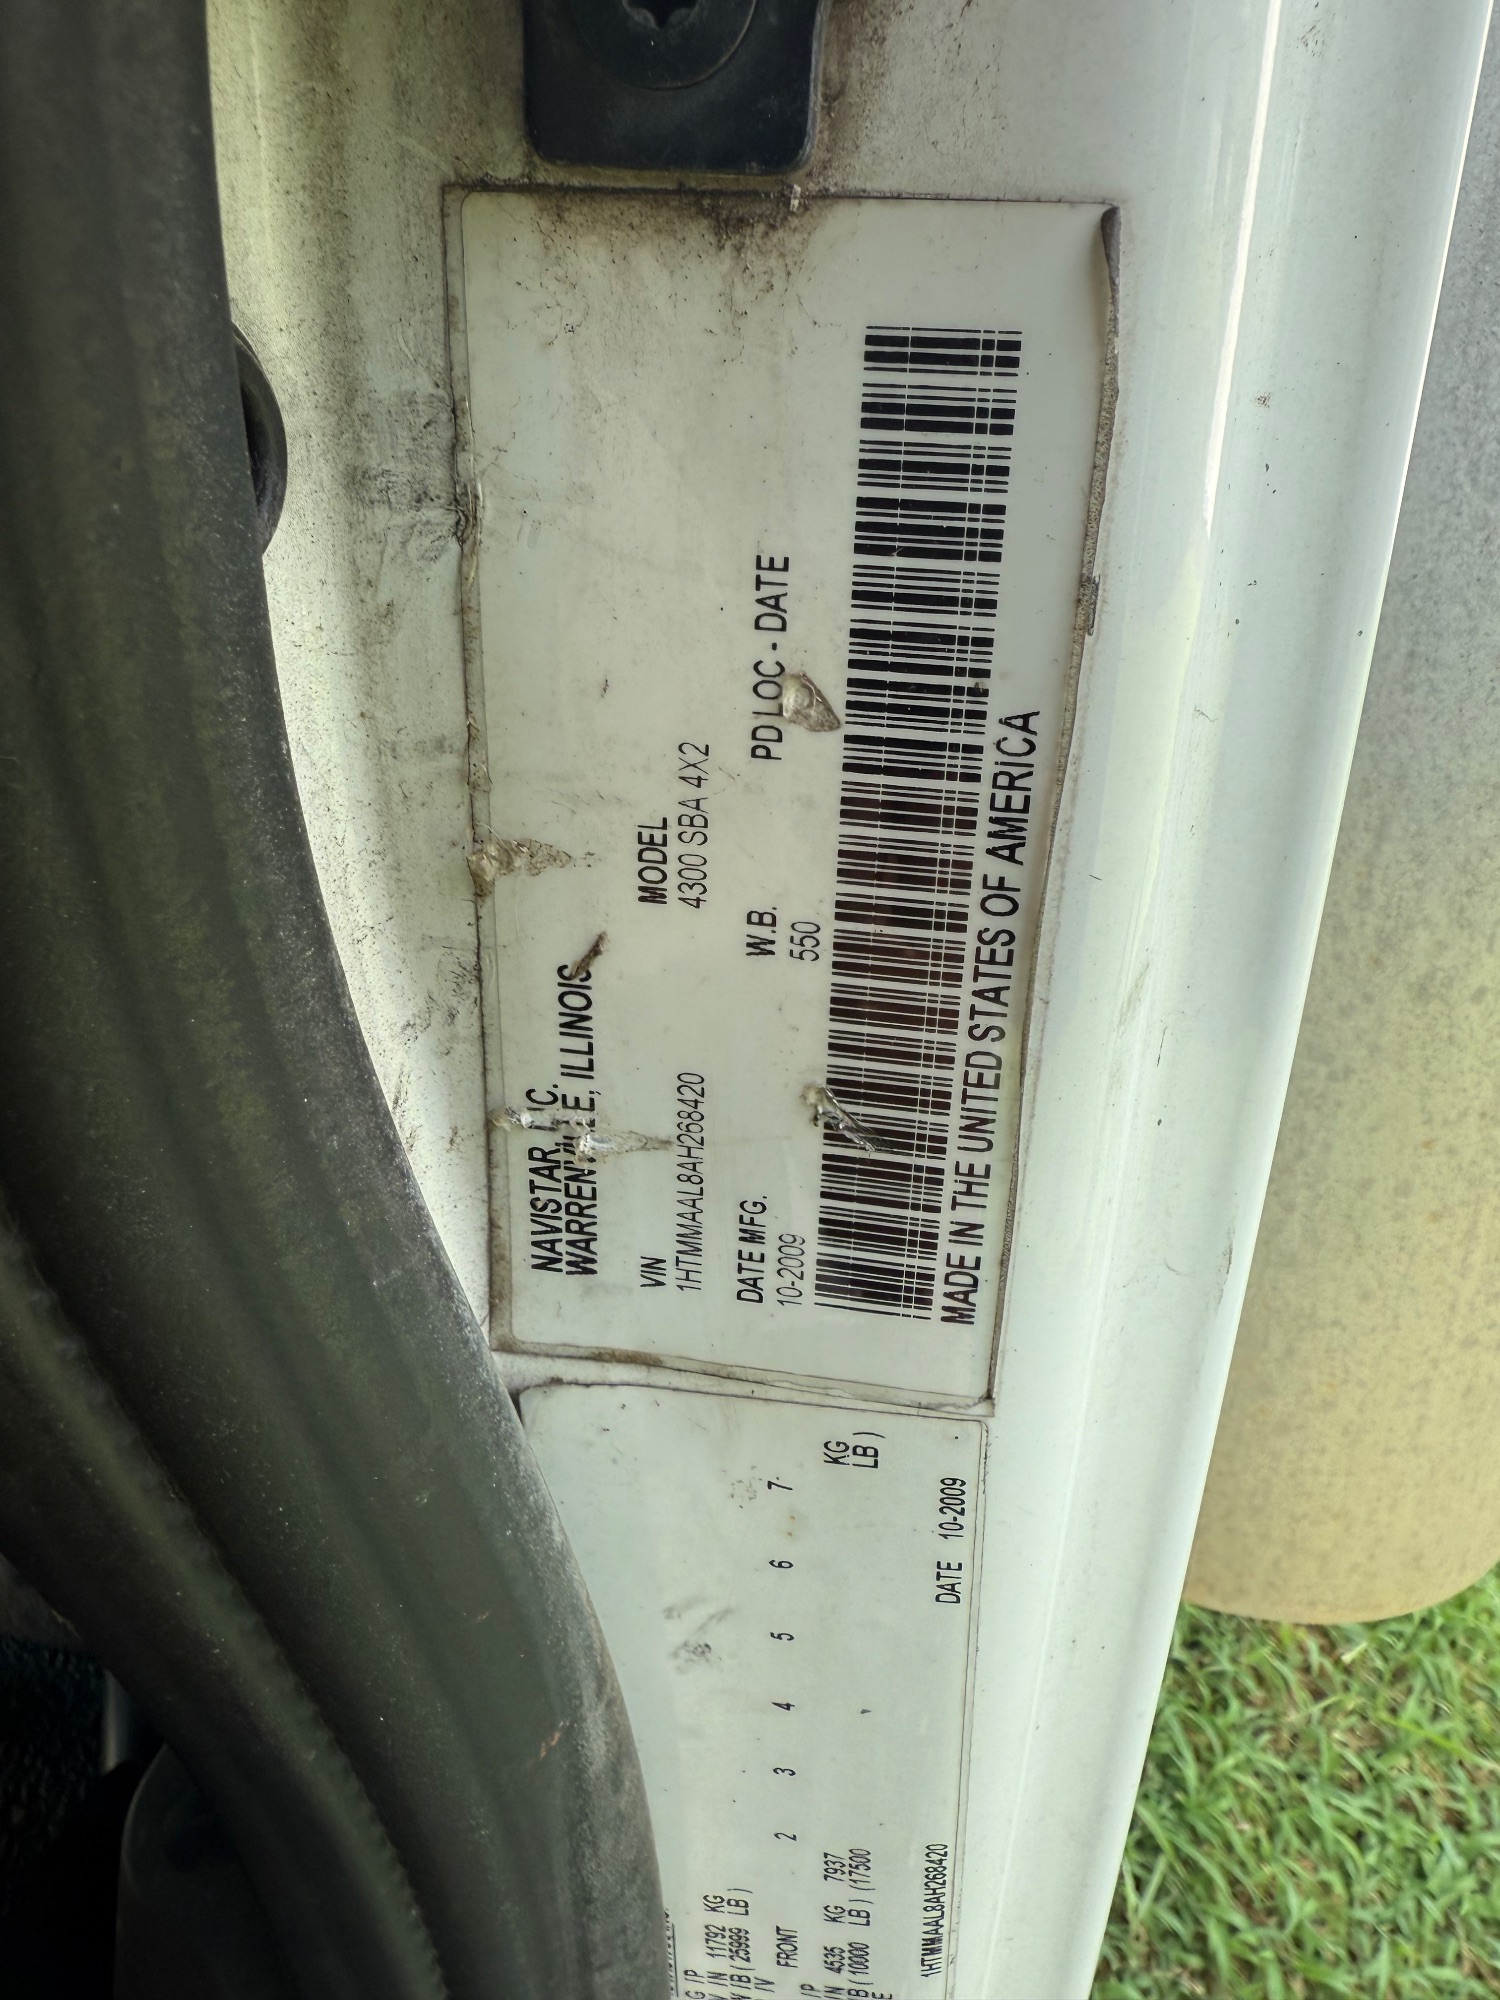 NAVISTAR, INC.
WARRENVILLE, ILLINOIS
VIN MODEL
1HTMMAAL8AH268420 4300 SBA 4X2
DATE MFG. W.B. PD LOC - DATE
10-2009 550
MADE IN THE UNITED STATES OF AMERICA
11792 KG
(25999 LB)
FRONT 2 3 4 5 6 7
4535 KG 7937 KG
(10000 LB) (17500 LB)
1HTMMAAL8AH268420 DATE 10-2009